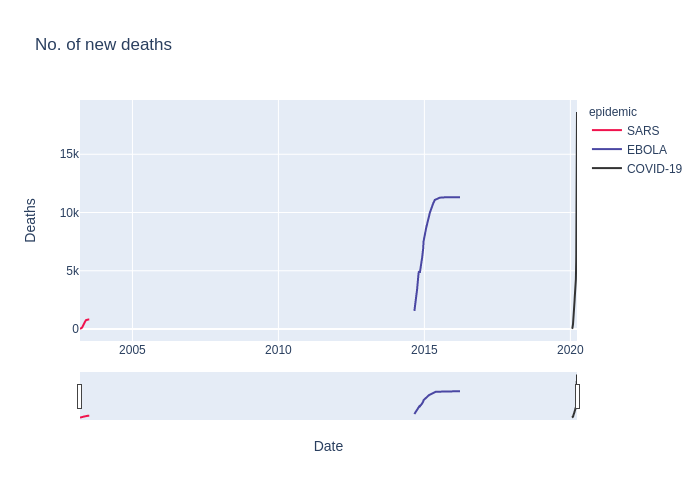 No. of new deaths
epidemic
SARS
EBOLA
COVID-19
Deaths
15k
10k
5k
0
2005 2010 2015 2020
Date